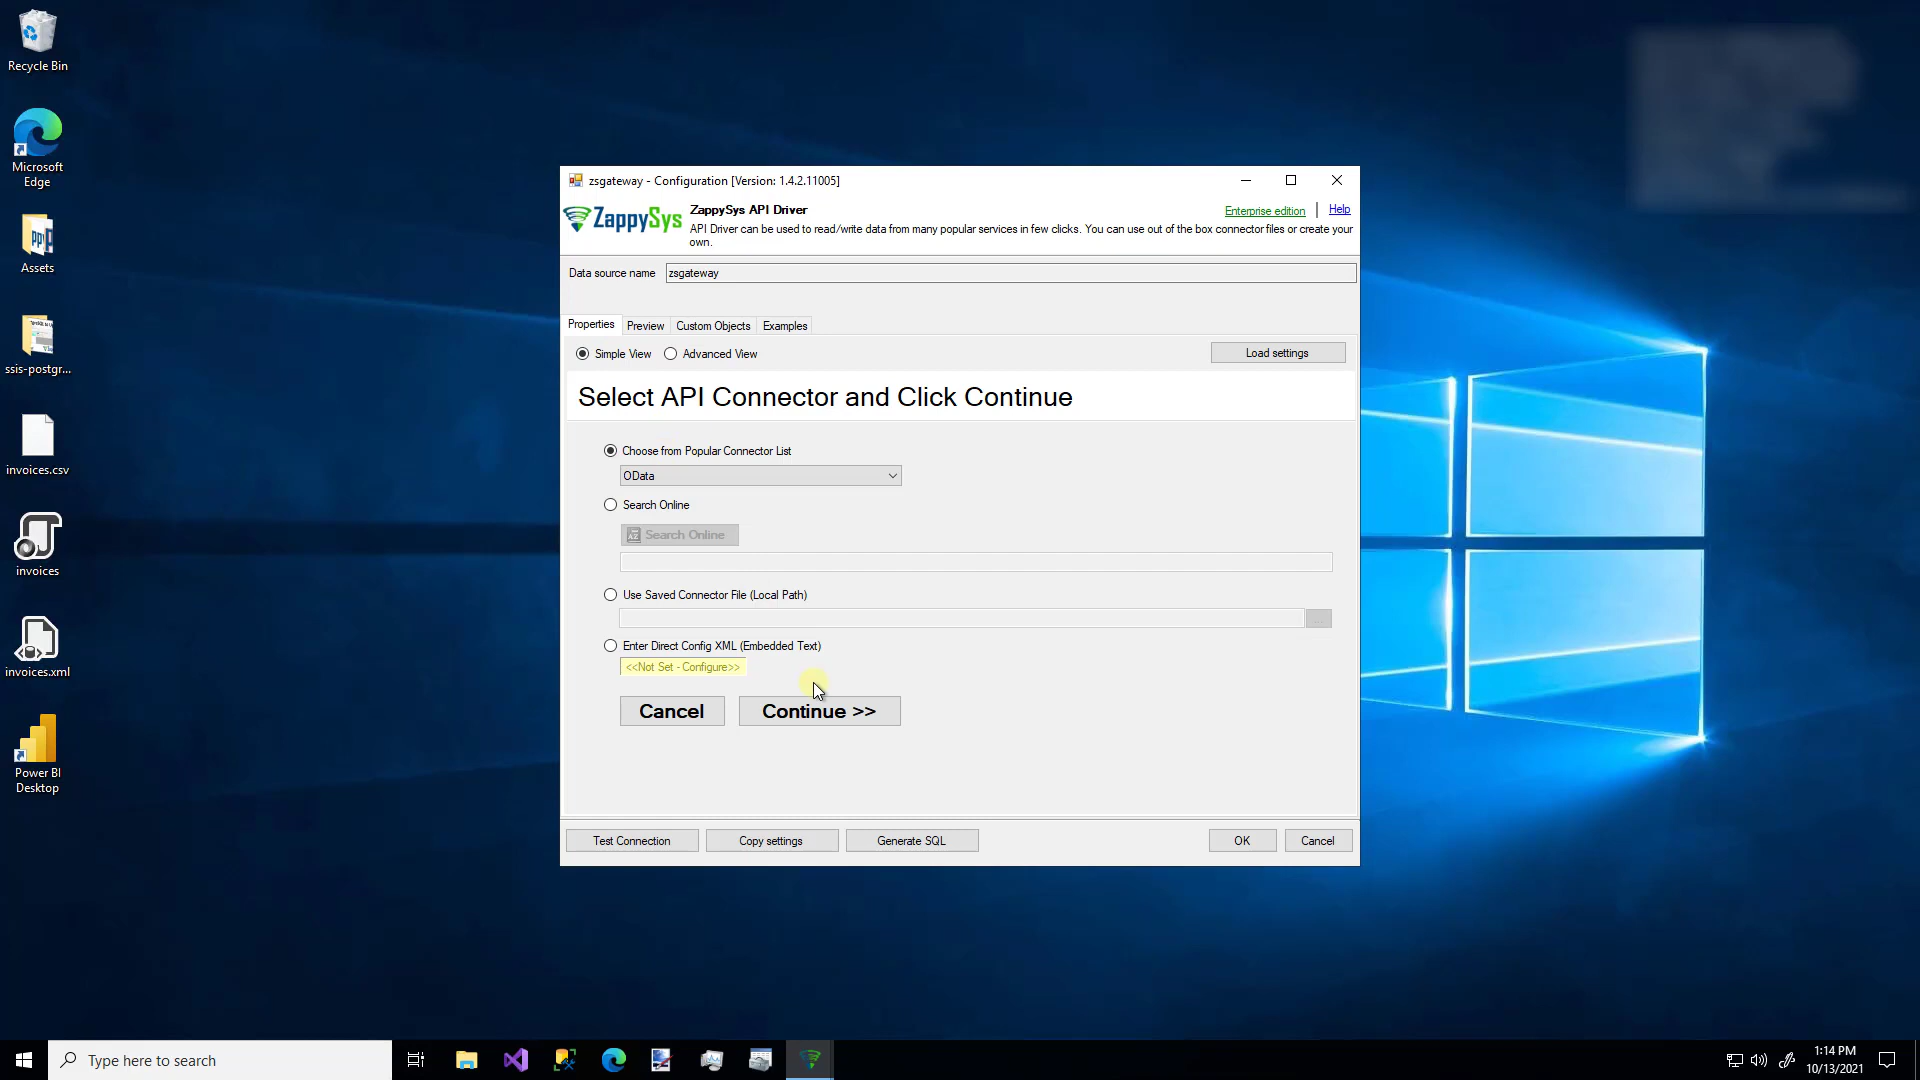 Recycle Bin
Microsoft
Edge
Assets
ssis-postgr...
invoices.csv
invoices
invoices.xml
Power BI
Desktop
zsgateway - Configuration [Version: 1.4.2.11005]
ZappySys
ZappySys API Driver
Enterprise edition
Help
API Driver can be used to read/write data from many popular services in few clicks. You can use out of the box connector files or create your
own.
Data source name
zsgateway
Properties
Preview
Custom Objects
Examples
Simple View
Advanced View
Load settings
Select API Connector and Click Continue
Choose from Popular Connector List
OData
Search Online
Search Online
Use Saved Connector File (Local Path)
...
Enter Direct Config XML (Embedded Text)
<<Not Set - Configure>>
Cancel
Continue >>
Test Connection
Copy settings
Generate SQL
OK
Cancel
Type here to search
1:14 PM
10/13/2021